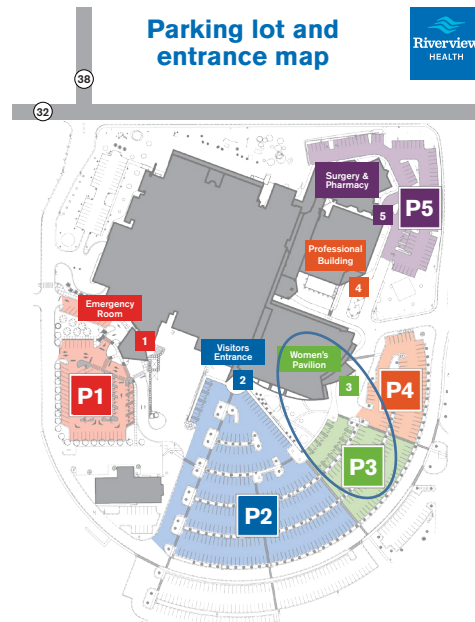 Parking lot and
entrance map
Riverview
HEALTH
38
32
Surgery &
Pharmacy
P5
5
Professional
Building
4
Emergency
Room
1
Visitors
Entrance
2
Women's
Pavilion
3
P1
P4
P3
P2